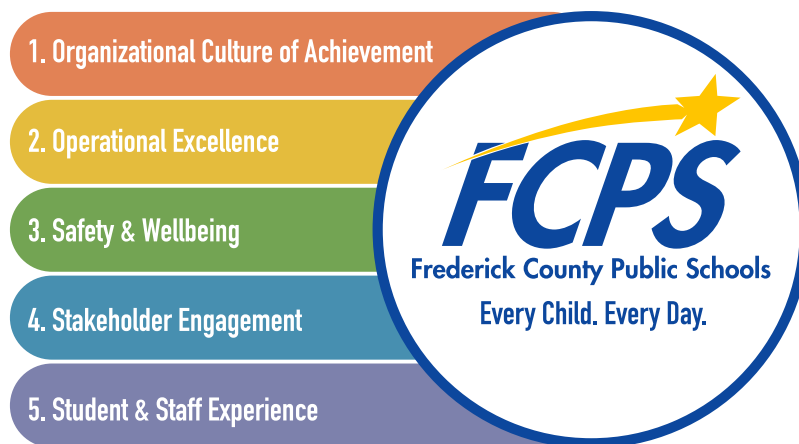 1. Organizational Culture of Achievement
2. Operational Excellence
3. Safety & Wellbeing
4. Stakeholder Engagement
5. Student & Staff Experience
FCPS
Frederick County Public Schools
Every Child. Every Day.